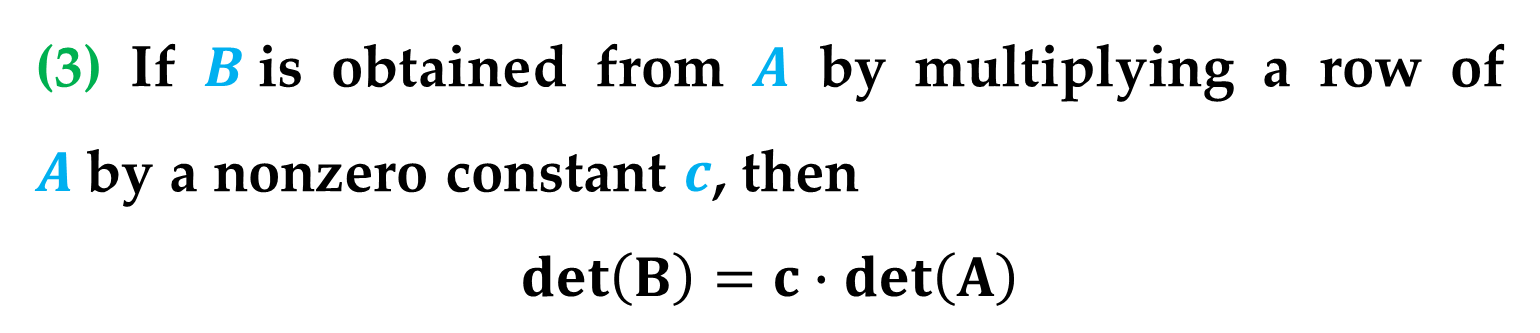 (3) If B is obtained from A by multiplying a row of
A by a nonzero constant c, then
det(B) = c · det(A)